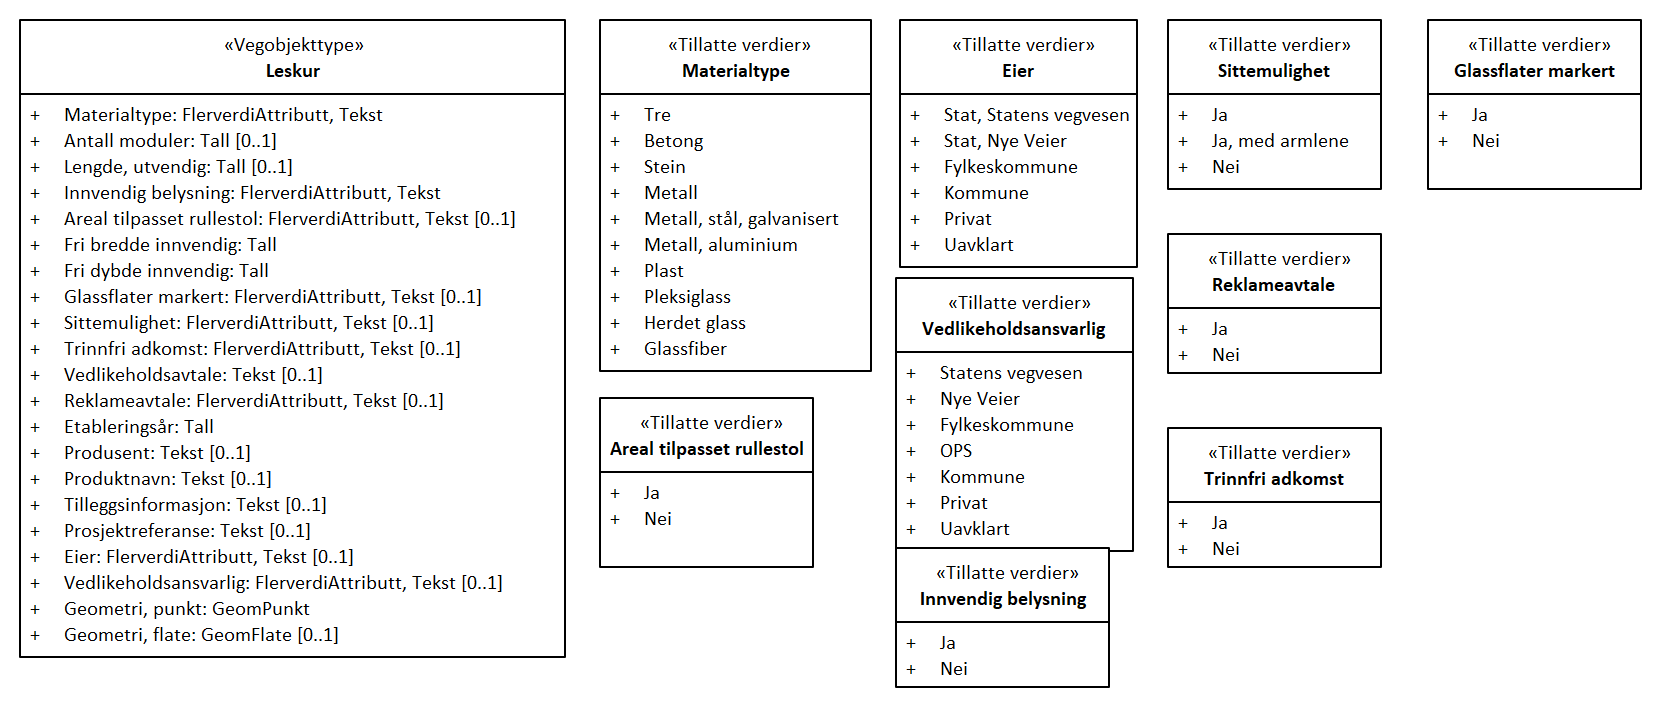 «Vegobjekttype»
Leskur
+ Materialtype: FlerverdiAttributt, Tekst
+ Antall moduler: Tall [0..1]
+ Lengde, utvendig: Tall [0..1]
+ Innvendig belysning: FlerverdiAttributt, Tekst
+ Areal tilpasset rullestol: FlerverdiAttributt, Tekst [0..1]
+ Fri bredde innvendig: Tall
+ Fri dybde innvendig: Tall
+ Glassflater markert: FlerverdiAttributt, Tekst [0..1]
+ Sittemulighet: FlerverdiAttributt, Tekst [0..1]
+ Trinnfri adkomst: FlerverdiAttributt, Tekst [0..1]
+ Vedlikeholdsavtale: Tekst [0..1]
+ Reklameavtale: FlerverdiAttributt, Tekst [0..1]
+ Etableringsår: Tall
+ Produsent: Tekst [0..1]
+ Produktnavn: Tekst [0..1]
+ Tilleggsinformasjon: Tekst [0..1]
+ Prosjektreferanse: Tekst [0..1]
+ Eier: FlerverdiAttributt, Tekst [0..1]
+ Vedlikeholdsansvarlig: FlerverdiAttributt, Tekst [0..1]
+ Geometri, punkt: GeomPunkt
+ Geometri, flate: GeomFlate [0..1]
«Tillatte verdier»
Materialtype
+ Tre
+ Betong
+ Stein
+ Metall
+ Metall, stål, galvanisert
+ Metall, aluminium
+ Plast
+ Pleksiglass
+ Herdet glass
+ Glassfiber
«Tillatte verdier»
Areal tilpasset rullestol
+ Ja
+ Nei
«Tillatte verdier»
Eier
+ Stat, Statens vegvesen
+ Stat, Nye Veier
+ Fylkeskommune
+ Kommune
+ Privat
+ Uavklart
«Tillatte verdier»
Vedlikeholdsansvarlig
+ Statens vegvesen
+ Nye Veier
+ Fylkeskommune
+ OPS
+ Kommune
+ Privat
+ Uavklart
«Tillatte verdier»
Innvendig belysning
+ Ja
+ Nei
«Tillatte verdier»
Sittemulighet
+ Ja
+ Ja, med armlene
+ Nei
«Tillatte verdier»
Reklameavtale
+ Ja
+ Nei
«Tillatte verdier»
Trinnfri adkomst
+ Ja
+ Nei
«Tillatte verdier»
Glassflater markert
+ Ja
+ Nei